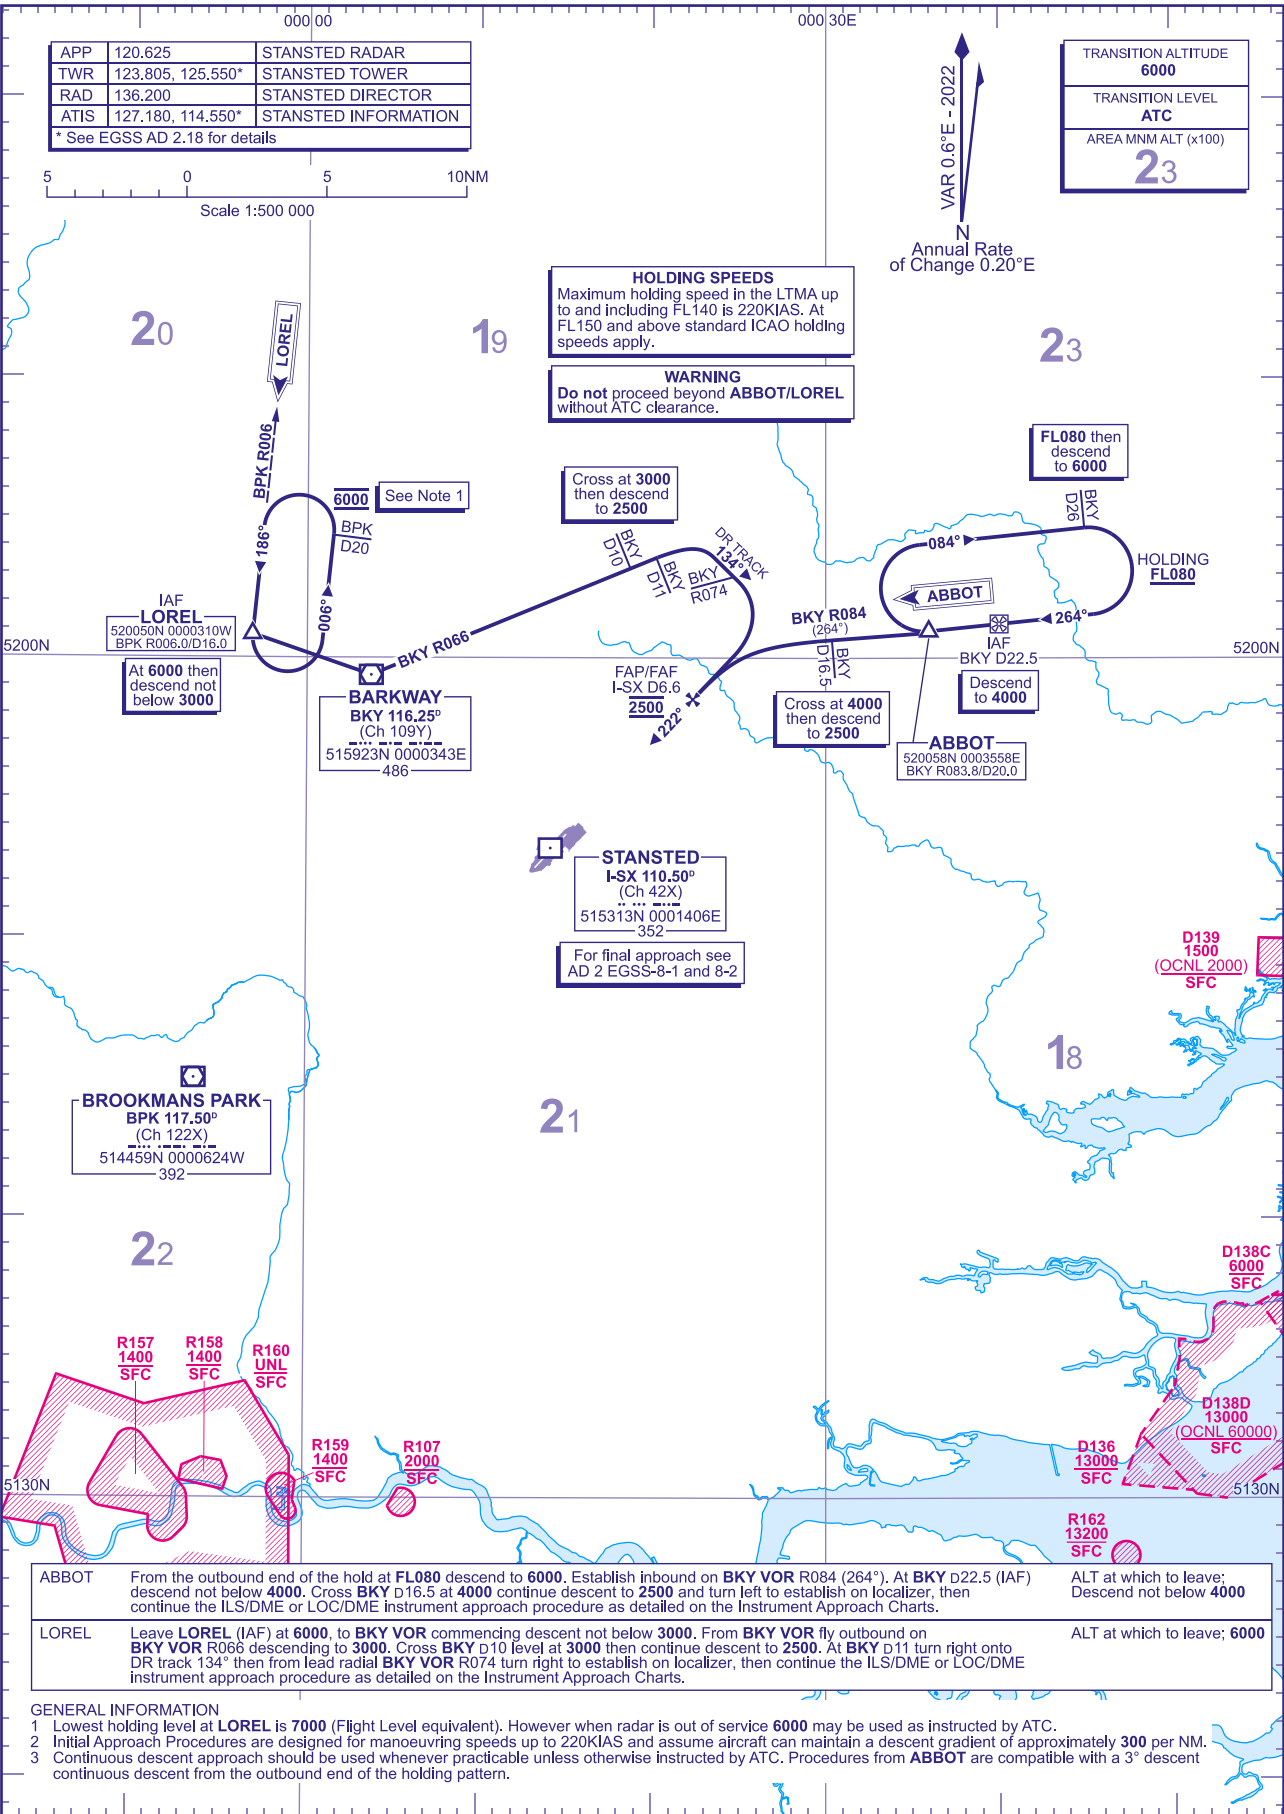 000 00
000 30E
APP 120.625 STANSTED RADAR
TWR 123.805, 125.550* STANSTED TOWER
RAD 136.200 STANSTED DIRECTOR
ATIS 127.180, 114.550* STANSTED INFORMATION
* See EGSS AD 2.18 for details
5 0 5 10NM
Scale 1:500 000
VAR 0.6°E - 2022
N
Annual Rate
of Change 0.20°E
TRANSITION ALTITUDE
6000
TRANSITION LEVEL
ATC
AREA MNM ALT (x100)
23
HOLDING SPEEDS
Maximum holding speed in the LTMA up
to and including FL140 is 220KIAS. At
FL150 and above standard ICAO holding
speeds apply.
WARNING
Do not proceed beyond ABBOT/LOREL
without ATC clearance.
20
19
23
LOREL
BPK R006
186°
006°
6000
See Note 1
BPK
D20
IAF
LOREL
520050N 0000310W
BPK R006.0/D16.0
At 6000 then
descend not
below 3000
5200N
5200N
BARKWAY
BKY 116.25D
(Ch 109Y)
515923N 0000343E
486
BKY R066
Cross at 3000
then descend
to 2500
BKY
D10
BKY
D11
BKY
R074
DR TRACK
134°
FAP/FAF
I-SX D6.6
2500
222°
BKY R084
(264°)
BKY
D16.5
Cross at 4000
then descend
to 2500
FL080 then
descend
to 6000
BKY
D26
084°
HOLDING
FL080
ABBOT
264°
IAF
BKY D22.5
Descend
to 4000
ABBOT
520058N 0003558E
BKY R083.8/D20.0
STANSTED
I-SX 110.50D
(Ch 42X)
515313N 0001406E
352
For final approach see
AD 2 EGSS-8-1 and 8-2
D139
1500
(OCNL 2000)
SFC
18
BROOKMANS PARK
BPK 117.50D
(Ch 122X)
514459N 0000624W
392
21
22
D138C
6000
SFC
R157
1400
SFC
R158
1400
SFC
R160
UNL
SFC
R159
1400
SFC
R107
2000
SFC
D138D
13000
(OCNL 60000)
SFC
D136
13000
SFC
5130N
5130N
R162
13200
SFC
ABBOT From the outbound end of the hold at FL080 descend to 6000. Establish inbound on BKY VOR R084 (264°). At BKY D22.5 (IAF) ALT at which to leave;
descend not below 4000. Cross BKY D16.5 at 4000 continue descent to 2500 and turn left to establish on localizer, then Descend not below 4000
continue the ILS/DME or LOC/DME instrument approach procedure as detailed on the Instrument Approach Charts.
LOREL Leave LOREL (IAF) at 6000, to BKY VOR commencing descent not below 3000. From BKY VOR fly outbound on ALT at which to leave; 6000
BKY VOR R066 descending to 3000. Cross BKY D10 level at 3000 then continue descent to 2500. At BKY D11 turn right onto
DR track 134° then from lead radial BKY VOR R074 turn right to establish on localizer, then continue the ILS/DME or LOC/DME
instrument approach procedure as detailed on the Instrument Approach Charts.
GENERAL INFORMATION
1 Lowest holding level at LOREL is 7000 (Flight Level equivalent). However when radar is out of service 6000 may be used as instructed by ATC.
2 Initial Approach Procedures are designed for manoeuvring speeds up to 220KIAS and assume aircraft can maintain a descent gradient of approximately 300 per NM.
3 Continuous descent approach should be used whenever practicable unless otherwise instructed by ATC. Procedures from ABBOT are compatible with a 3° descent
continuous descent from the outbound end of the holding pattern.